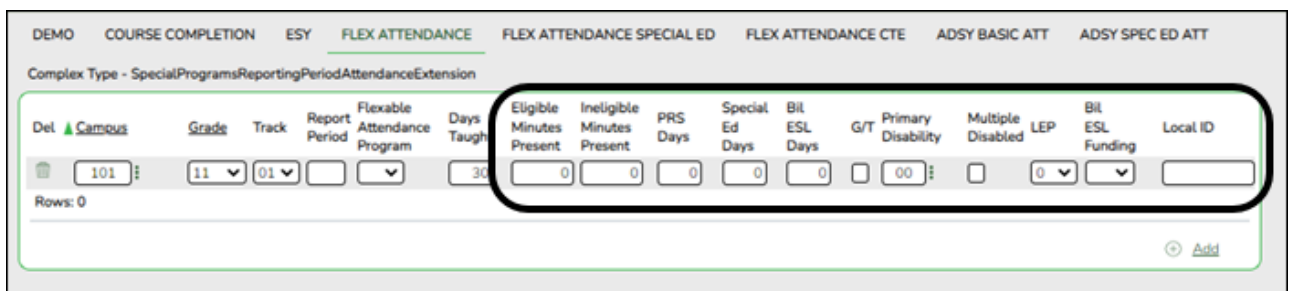 DEMO COURSE COMPLETION ESY FLEX ATTENDANCE FLEX ATTENDANCE SPECIAL ED FLEX ATTENDANCE CTE ADSY BASIC ATT ADSY SPEC ED ATT
Complex Type - SpecialProgramsReportingPeriodAttendanceExtension
Del Campus Grade Track Report Period Flexable Attendance Program Days Taugh Eligible Minutes Present Ineligible Minutes Present PRS Days Special Ed Days Bil ESL Days G/T Primary Disability Multiple Disabled LEP Bil ESL Funding Local ID
101 11 01 30 0 0 0 0 0 00 0
Rows: 0
Add